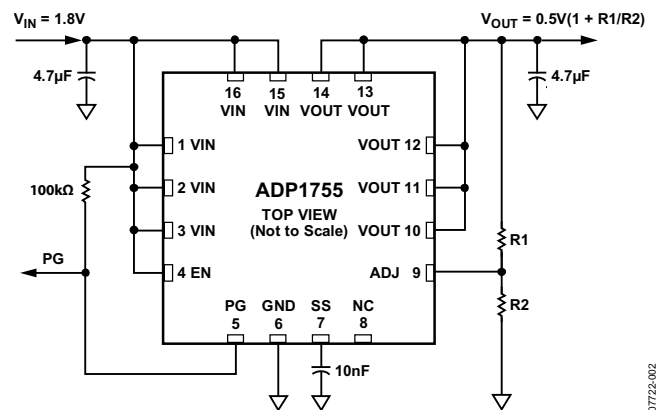 VIN = 1.8V
VOUT = 0.5V(1 + R1/R2)
4.7µF
4.7µF
16
VIN
15
VIN
14
VOUT
13
VOUT
1 VIN
2 VIN
3 VIN
4 EN
VOUT 12
VOUT 11
VOUT 10
ADJ 9
ADP1755
TOP VIEW
(Not to Scale)
100kΩ
PG
R1
R2
PG
5
GND
6
SS
7
NC
8
10nF
07722-002